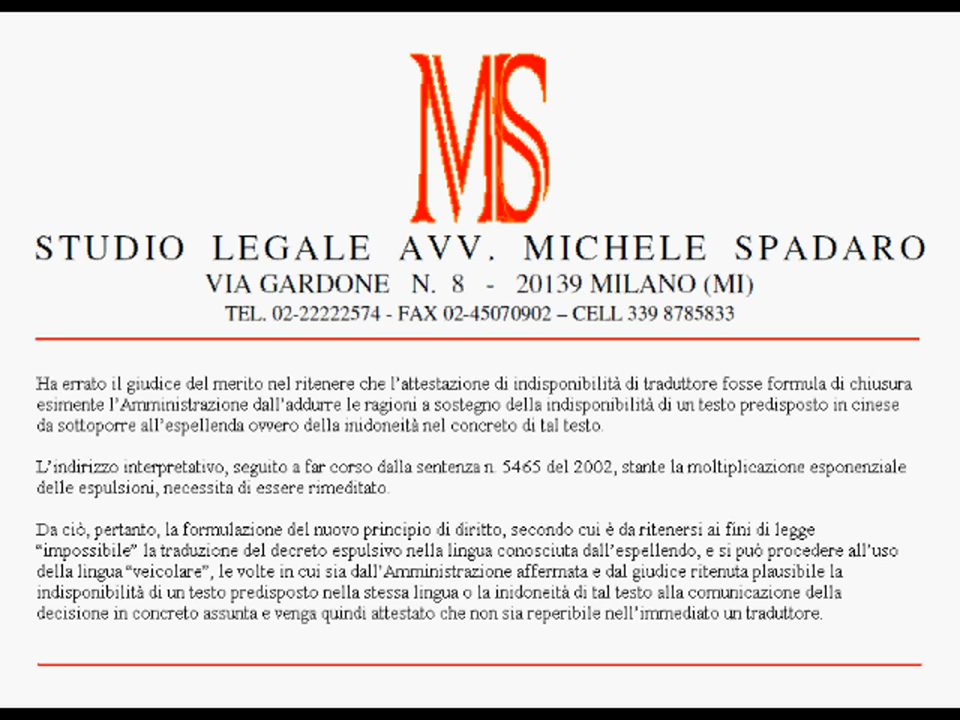 MS
STUDIO LEGALE AVV. MICHELE SPADARO
VIA GARDONE N. 8 - 20139 MILANO (MI)
TEL. 02-22222574 - FAX 02-45070902 – CELL 339 8785833
Ha errato il giudice del merito nel ritenere che l'attestazione di indisponibilità di traduttore fosse formula di chiusura
esimente l'Amministrazione dall'addurre le ragioni a sostegno della indisponibilità di un testo predisposto in cinese
da sottoporre all'espellenda ovvero della inidoneità nel concreto di tal testo.
L'indirizzo interpretativo, seguito a far corso dalla sentenza n. 5465 del 2002, stante la moltiplicazione esponenziale
delle espulsioni, necessita di essere rimeditato.
Da ciò, pertanto, la formulazione del nuovo principio di diritto, secondo cui è da ritenersi ai fini di legge
"impossibile" la traduzione del decreto espulsivo nella lingua conosciuta dall'espellendo, e si può procedere all'uso
della lingua "veicolare", le volte in cui sia dall'Amministrazione affermata e dal giudice ritenuta plausibile la
indisponibilità di un testo predisposto nella stessa lingua o la inidoneità di tal testo alla comunicazione della
decisione in concreto assunta e venga quindi attestato che non sia reperibile nell'immediato un traduttore.